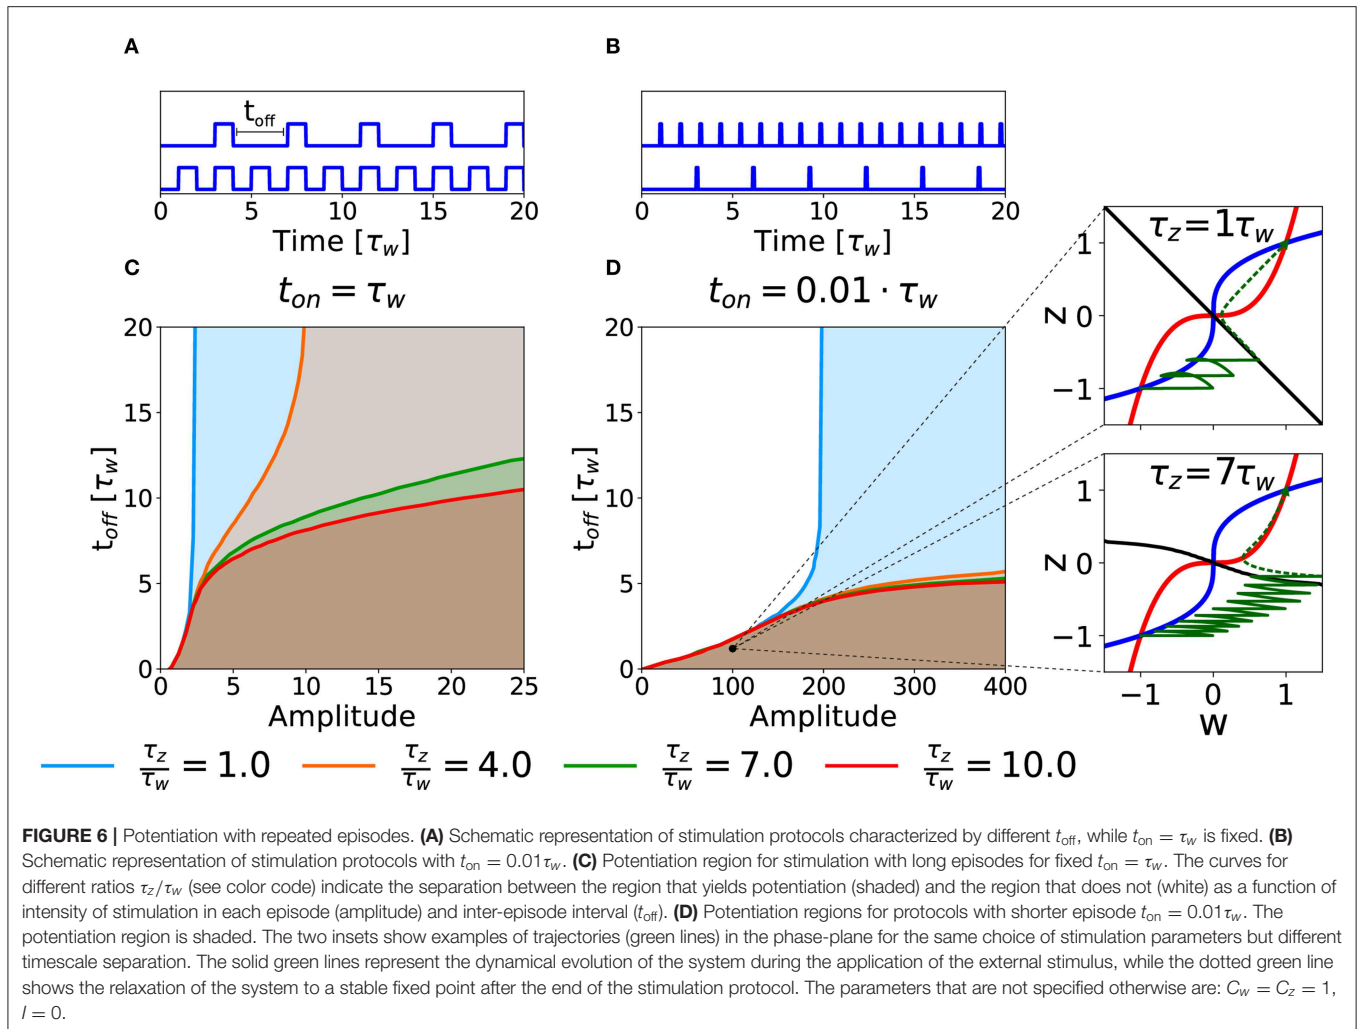 A
B
t_off
0 5 10 15 20
Time [τ_w]
0 5 10 15 20
Time [τ_w]
C
t_on = τ_w
20
15
10
5
0
t_off [τ_w]
0 5 10 15 20 25
Amplitude
D
t_on = 0.01 · τ_w
20
15
10
5
0
t_off [τ_w]
0 100 200 300 400
Amplitude
τ_z=1τ_w
1
0
−1
z
τ_z=7τ_w
1
0
−1
z
−1 0 1
w
τ_z/τ_w = 1.0
τ_z/τ_w = 4.0
τ_z/τ_w = 7.0
τ_z/τ_w = 10.0
FIGURE 6 | Potentiation with repeated episodes. (A) Schematic representation of stimulation protocols characterized by different t_off, while t_on = τ_w is fixed. (B)
Schematic representation of stimulation protocols with t_on = 0.01τ_w. (C) Potentiation region for stimulation with long episodes for fixed t_on = τ_w. The curves for
different ratios τ_z/τ_w (see color code) indicate the separation between the region that yields potentiation (shaded) and the region that does not (white) as a function of
intensity of stimulation in each episode (amplitude) and inter-episode interval (t_off). (D) Potentiation regions for protocols with shorter episode t_on = 0.01τ_w. The
potentiation region is shaded. The two insets show examples of trajectories (green lines) in the phase-plane for the same choice of stimulation parameters but different
timescale separation. The solid green lines represent the dynamical evolution of the system during the application of the external stimulus, while the dotted green line
shows the relaxation of the system to a stable fixed point after the end of the stimulation protocol. The parameters that are not specified otherwise are: C_w = C_z = 1,
I = 0.